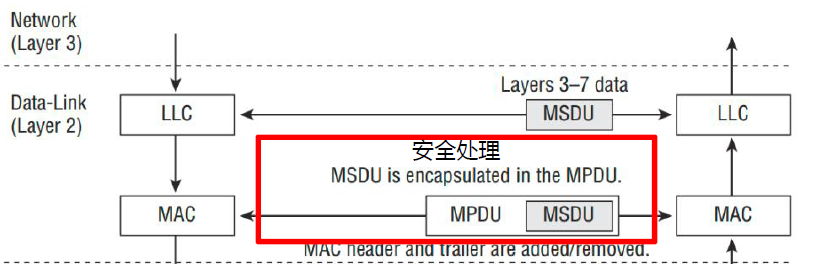 Network
(Layer 3)
Layers 3–7 data
Data-Link
(Layer 2)
LLC
MSDU
LLC
安全处理
MSDU is encapsulated in the MPDU.
MAC
MPDU
MSDU
MAC
MAC header and trailer are added/removed.